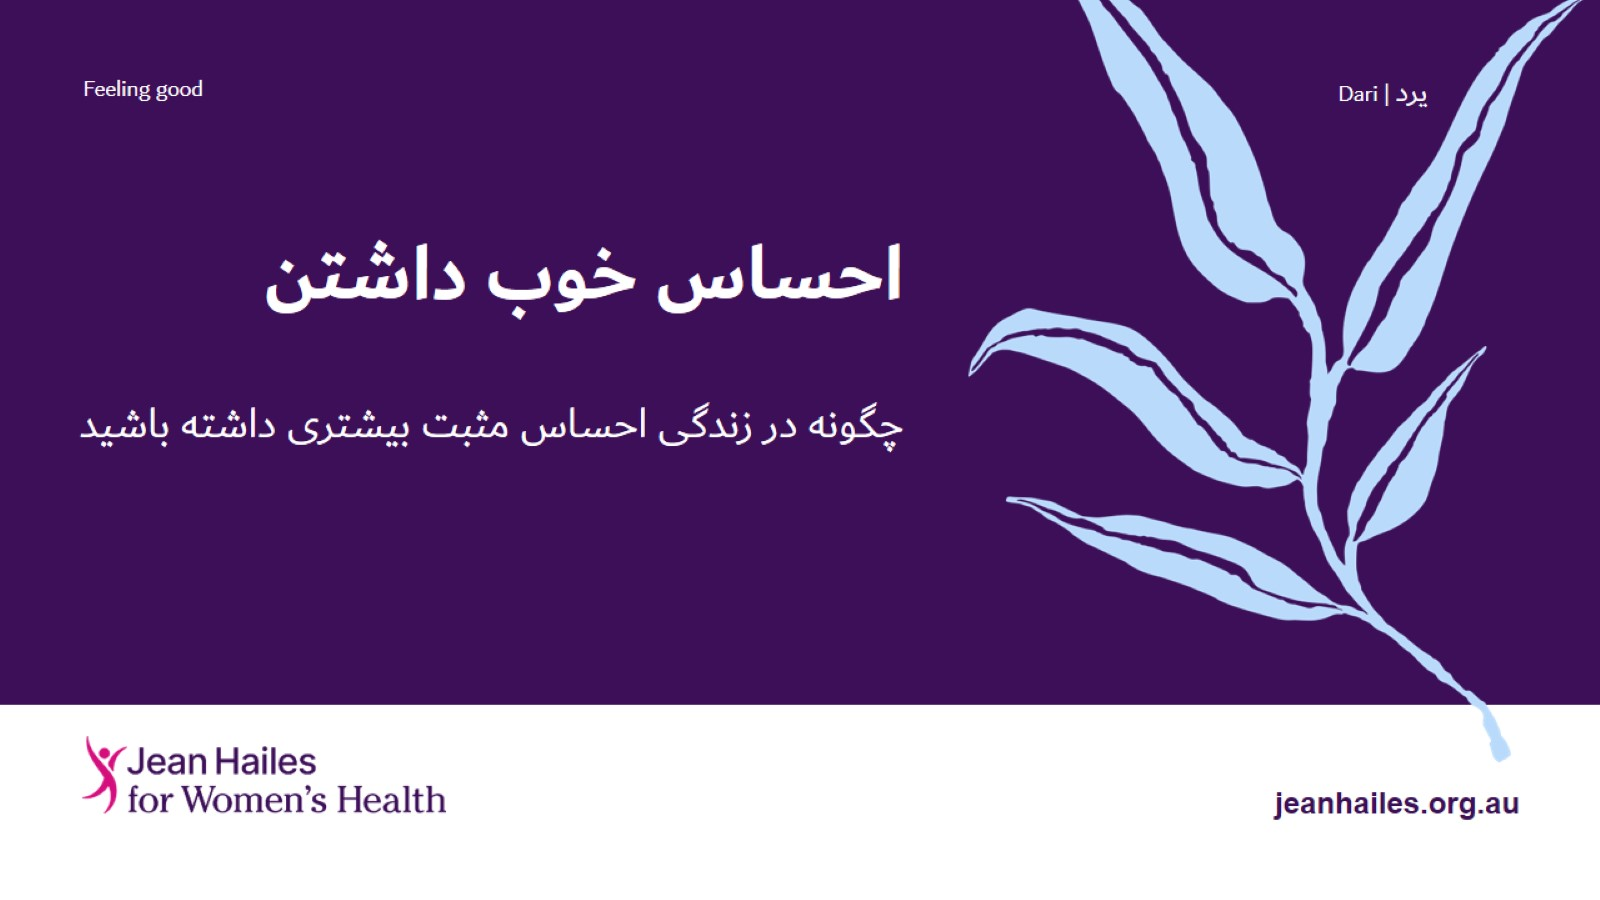 Feeling good
Dari | یرد
احساس خوب داشتن
چگونه در زندگی احساس مثبت بیشتری داشته باشید
Jean Hailes
for Women's Health
jeanhailes.org.au